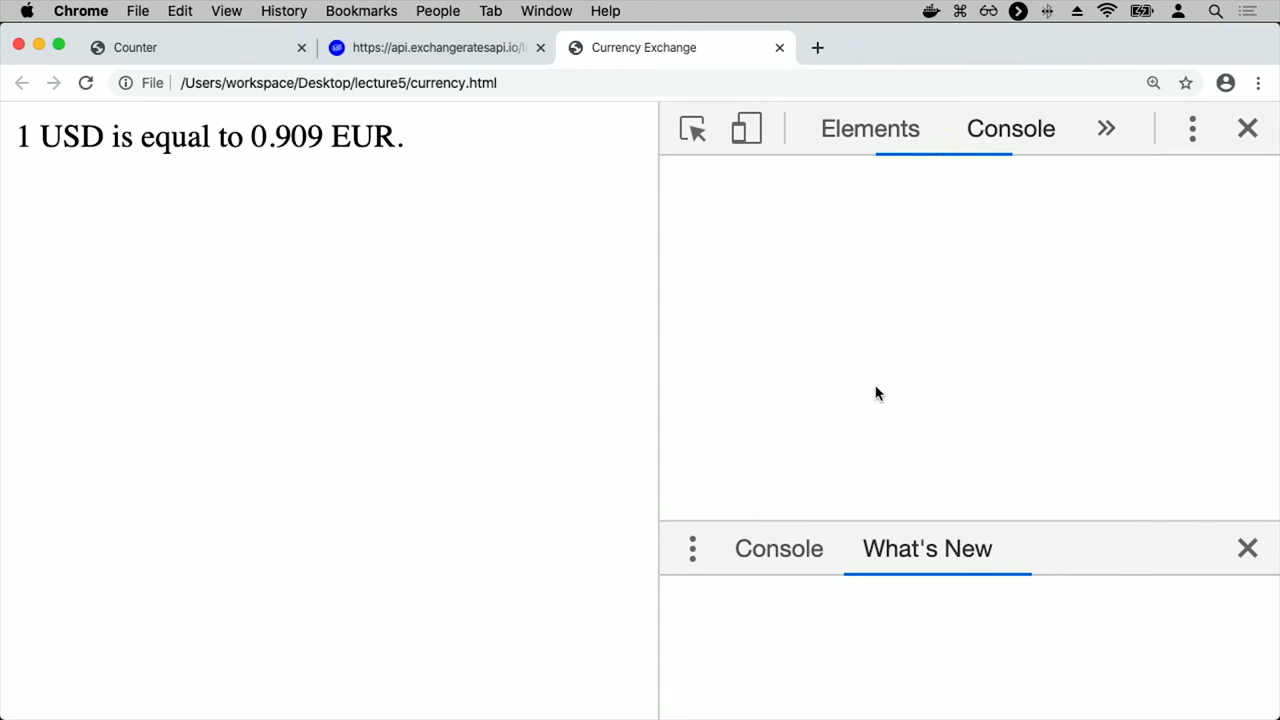 Chrome File Edit View History Bookmarks People Tab Window Help
Counter https://api.exchangeratesapi.io/l Currency Exchange
File /Users/workspace/Desktop/lecture5/currency.html
1 USD is equal to 0.909 EUR.
Elements Console
Console What's New